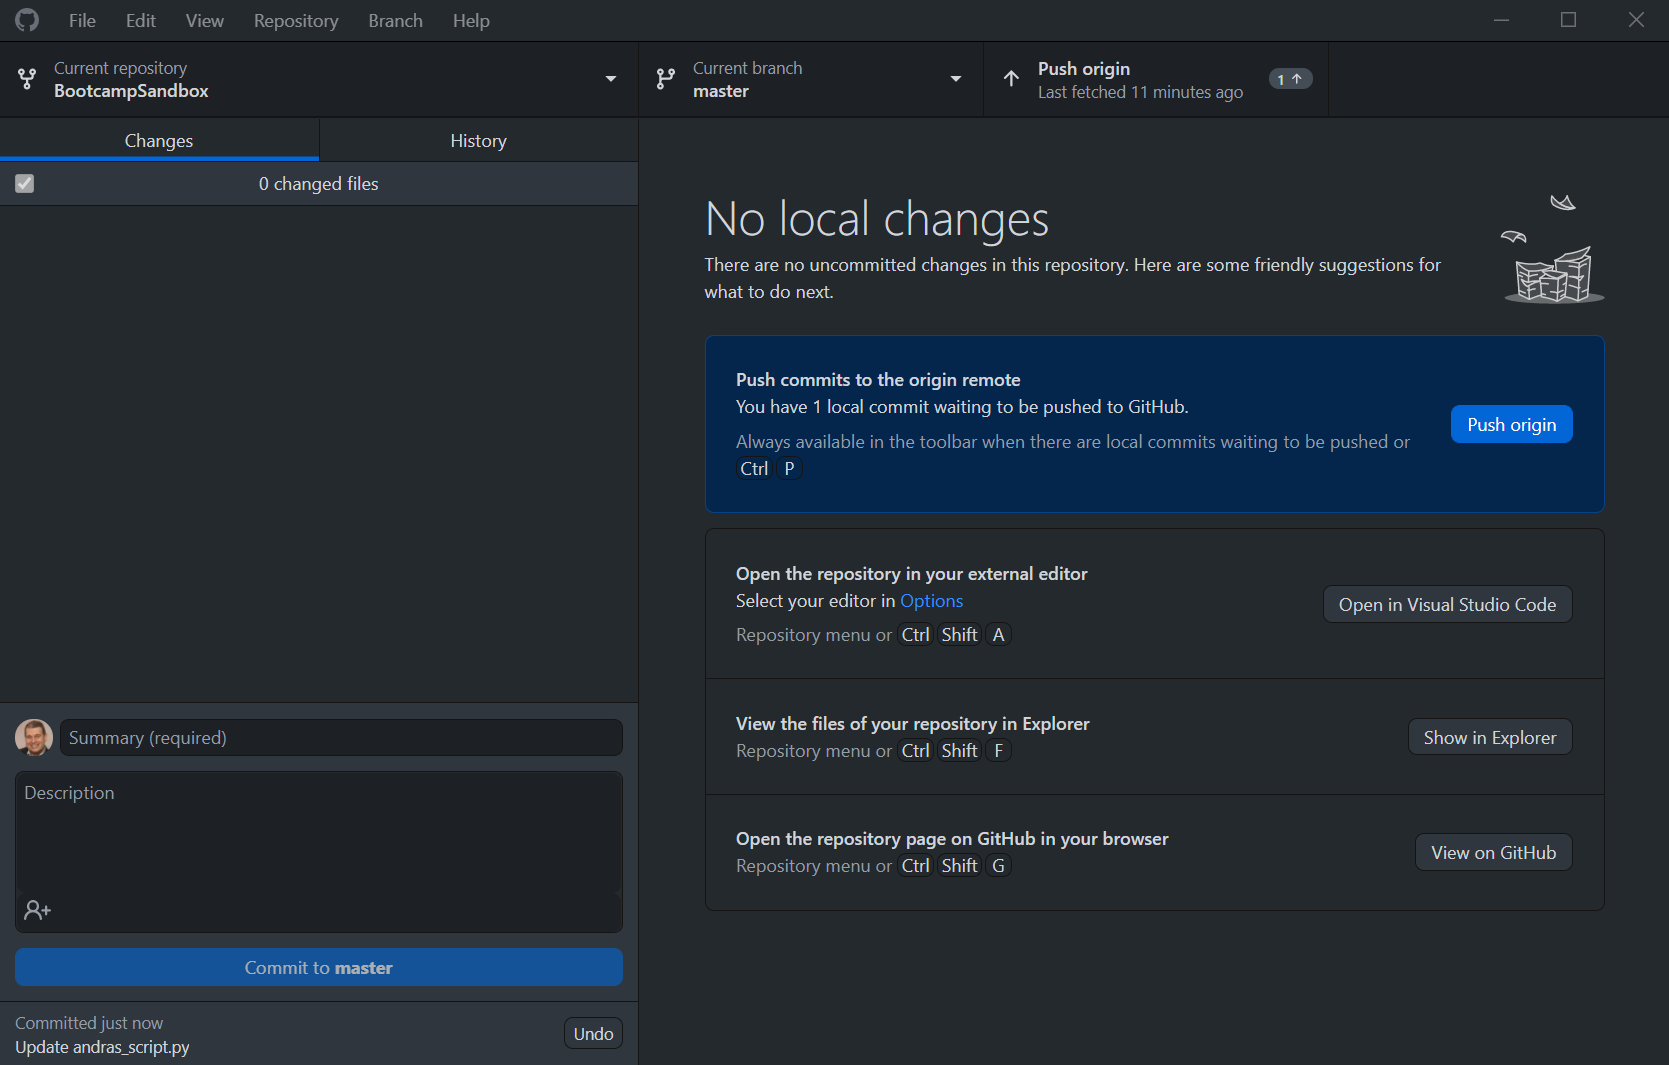 File Edit View Repository Branch Help
Current repository
BootcampSandbox
Current branch
master
Push origin
Last fetched 11 minutes ago
1
Changes
History
0 changed files
No local changes
There are no uncommitted changes in this repository. Here are some friendly suggestions for
what to do next.
Push commits to the origin remote
You have 1 local commit waiting to be pushed to GitHub.
Always available in the toolbar when there are local commits waiting to be pushed or
Ctrl P
Push origin
Open the repository in your external editor
Select your editor in Options
Repository menu or Ctrl Shift A
Open in Visual Studio Code
View the files of your repository in Explorer
Repository menu or Ctrl Shift F
Show in Explorer
Open the repository page on GitHub in your browser
Repository menu or Ctrl Shift G
View on GitHub
Summary (required)
Description
Commit to master
Committed just now
Update andras_script.py
Undo